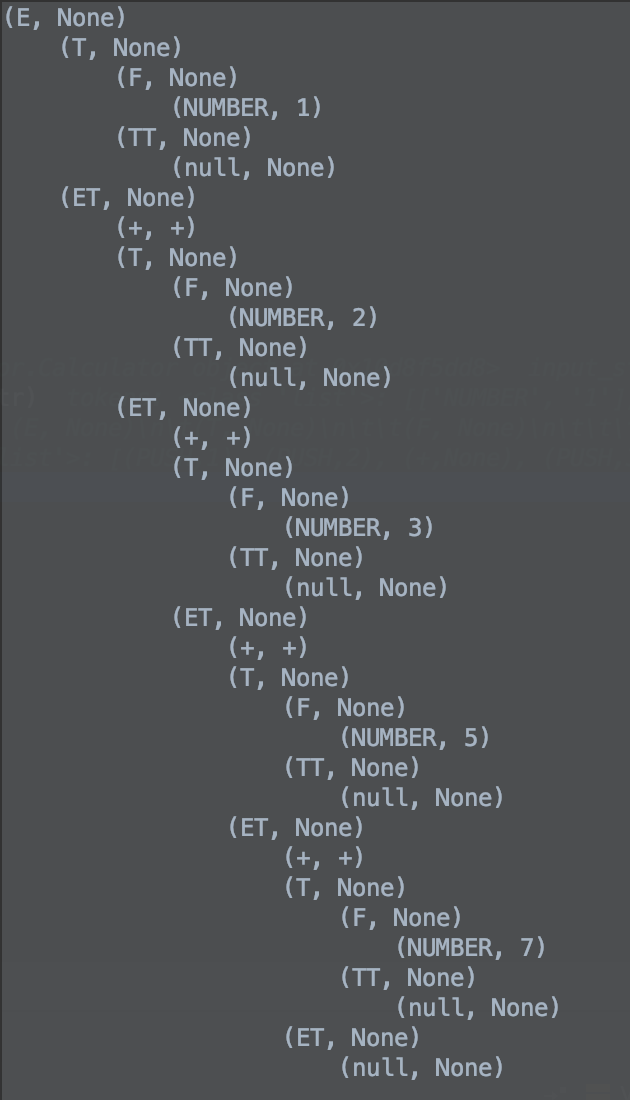 (E, None)
    (T, None)
        (F, None)
            (NUMBER, 1)
        (TT, None)
            (null, None)
    (ET, None)
        (+, +)
        (T, None)
            (F, None)
                (NUMBER, 2)
            (TT, None)
                (null, None)
        (ET, None)
            (+, +)
            (T, None)
                (F, None)
                    (NUMBER, 3)
                (TT, None)
                    (null, None)
            (ET, None)
                (+, +)
                (T, None)
                    (F, None)
                        (NUMBER, 5)
                    (TT, None)
                        (null, None)
                (ET, None)
                    (+, +)
                    (T, None)
                        (F, None)
                            (NUMBER, 7)
                        (TT, None)
                            (null, None)
                    (ET, None)
                        (null, None)